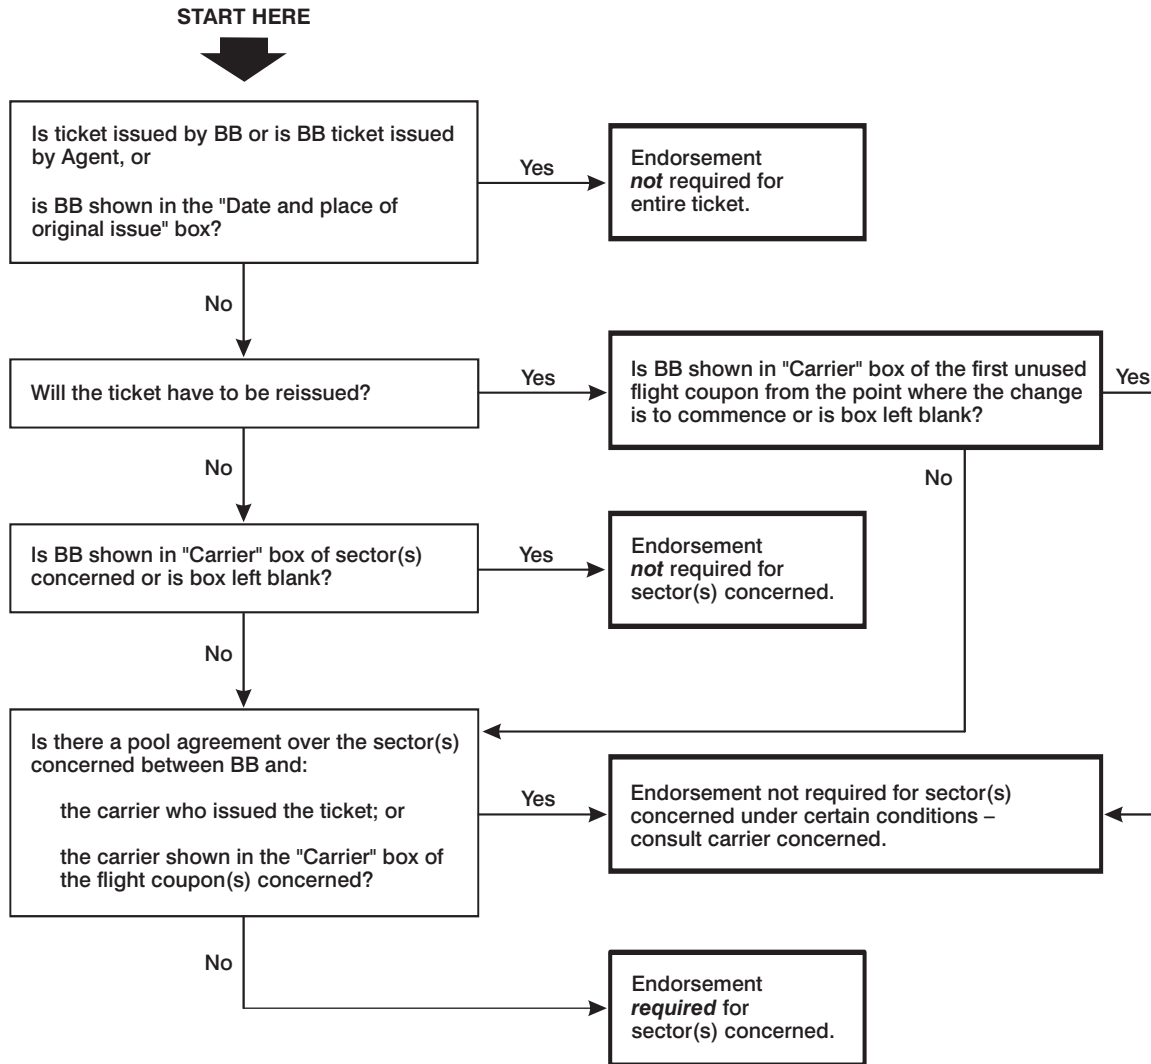 START HERE
Is ticket issued by BB or is BB ticket issued
by Agent, or
is BB shown in the "Date and place of
original issue" box?
Yes
Endorsement
not required for
entire ticket.
No
Will the ticket have to be reissued?
Yes
Is BB shown in "Carrier" box of the first unused
flight coupon from the point where the change
is to commence or is box left blank?
Yes
No
No
Is BB shown in "Carrier" box of sector(s)
concerned or is box left blank?
Yes
Endorsement
not required for
sector(s) concerned.
No
Is there a pool agreement over the sector(s)
concerned between BB and:
the carrier who issued the ticket; or
the carrier shown in the "Carrier" box of
the flight coupon(s) concerned?
Yes
Endorsement not required for sector(s)
concerned under certain conditions –
consult carrier concerned.
No
Endorsement
required for
sector(s) concerned.